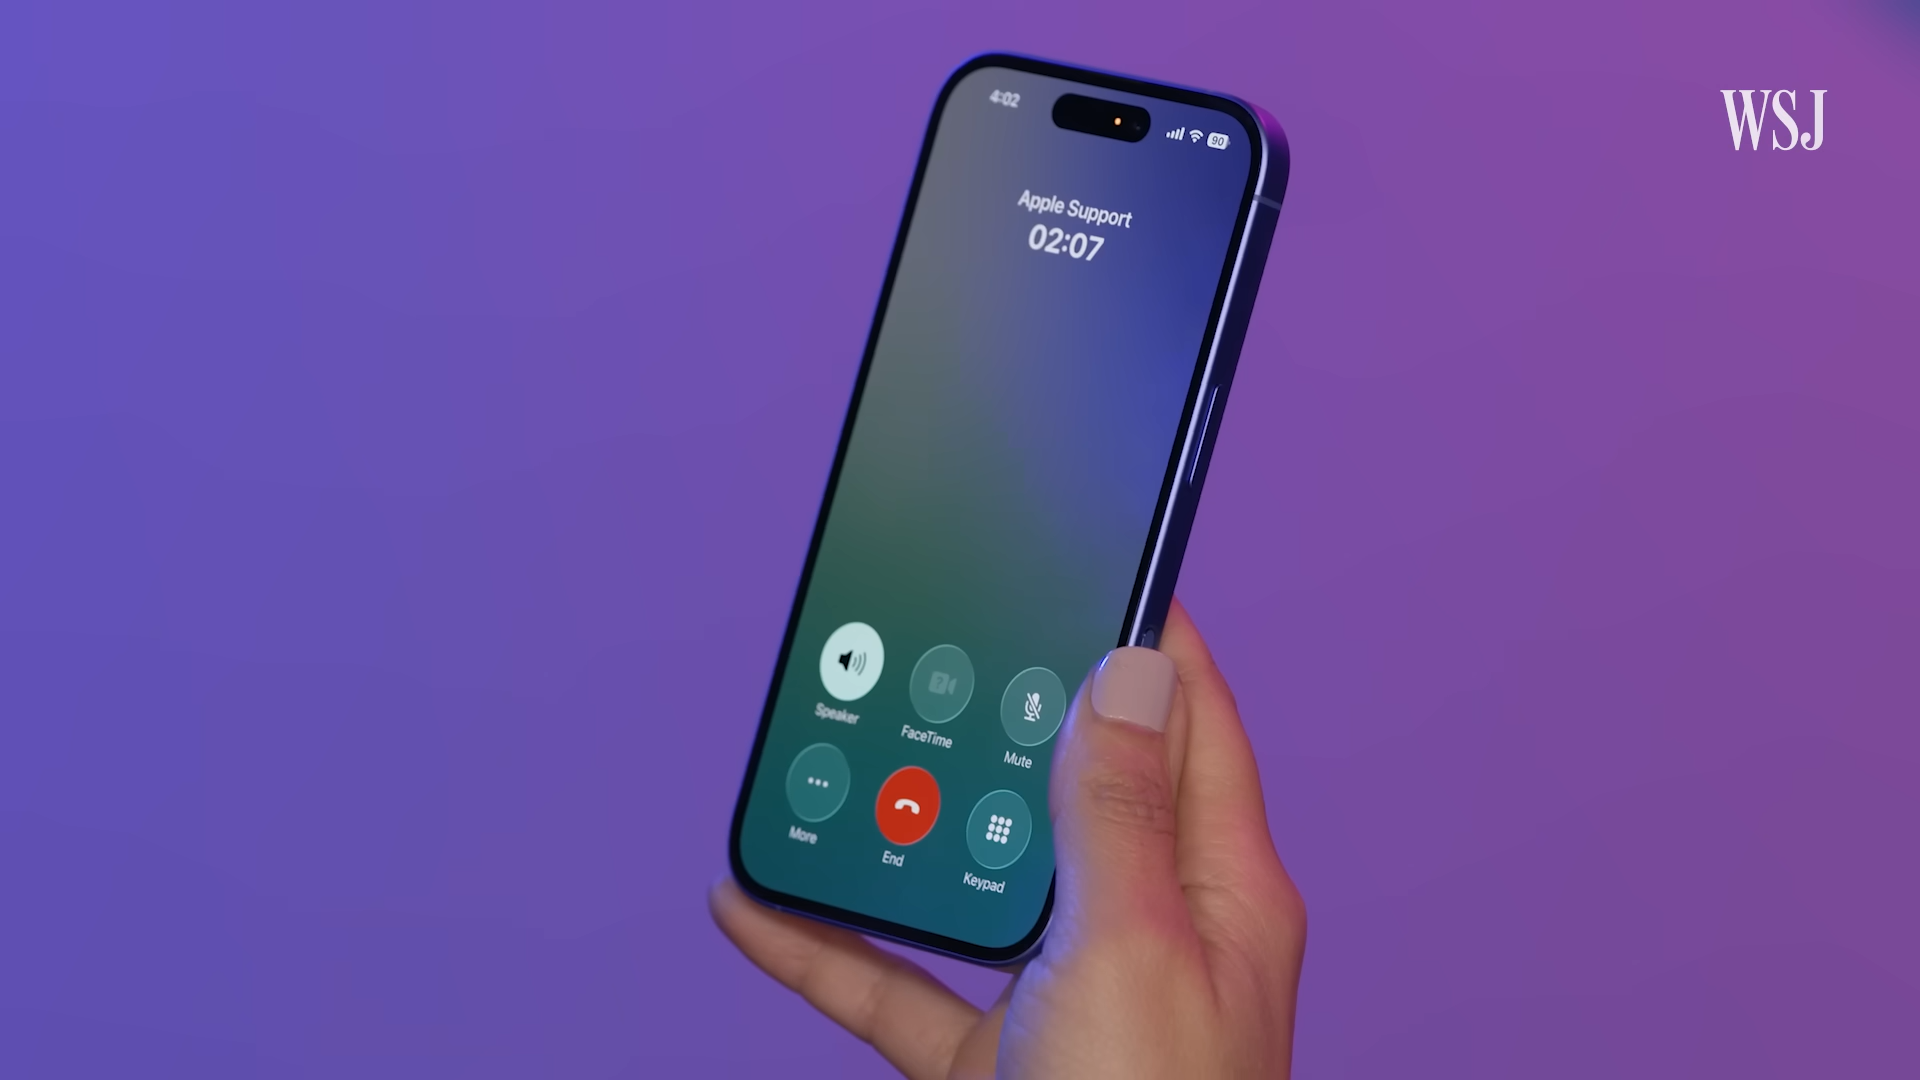 WSJ
4:02
90
Apple Support
02:07
Speaker
FaceTime
Mute
More
End
Keypad